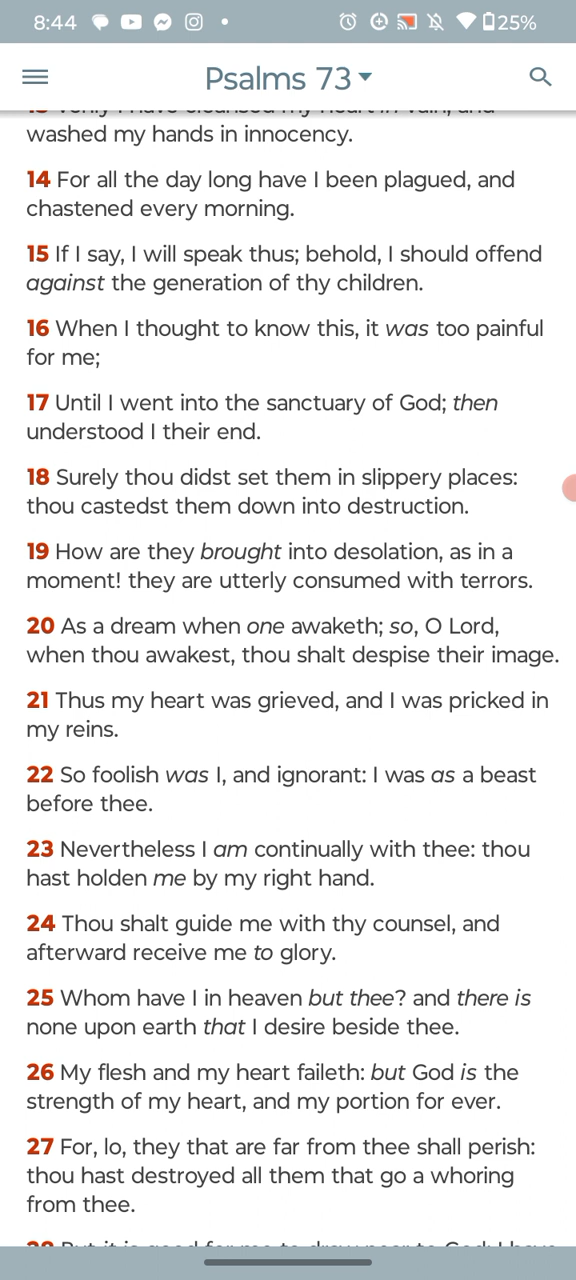 8:44
25%
Psalms 73
washed my hands in innocency.
14 For all the day long have I been plagued, and
chastened every morning.
15 If I say, I will speak thus; behold, I should offend
against the generation of thy children.
16 When I thought to know this, it was too painful
for me;
17 Until I went into the sanctuary of God; then
understood I their end.
18 Surely thou didst set them in slippery places:
thou castedst them down into destruction.
19 How are they brought into desolation, as in a
moment! they are utterly consumed with terrors.
20 As a dream when one awaketh; so, O Lord,
when thou awakest, thou shalt despise their image.
21 Thus my heart was grieved, and I was pricked in
my reins.
22 So foolish was I, and ignorant: I was as a beast
before thee.
23 Nevertheless I am continually with thee: thou
hast holden me by my right hand.
24 Thou shalt guide me with thy counsel, and
afterward receive me to glory.
25 Whom have I in heaven but thee? and there is
none upon earth that I desire beside thee.
26 My flesh and my heart faileth: but God is the
strength of my heart, and my portion for ever.
27 For, lo, they that are far from thee shall perish:
thou hast destroyed all them that go a whoring
from thee.